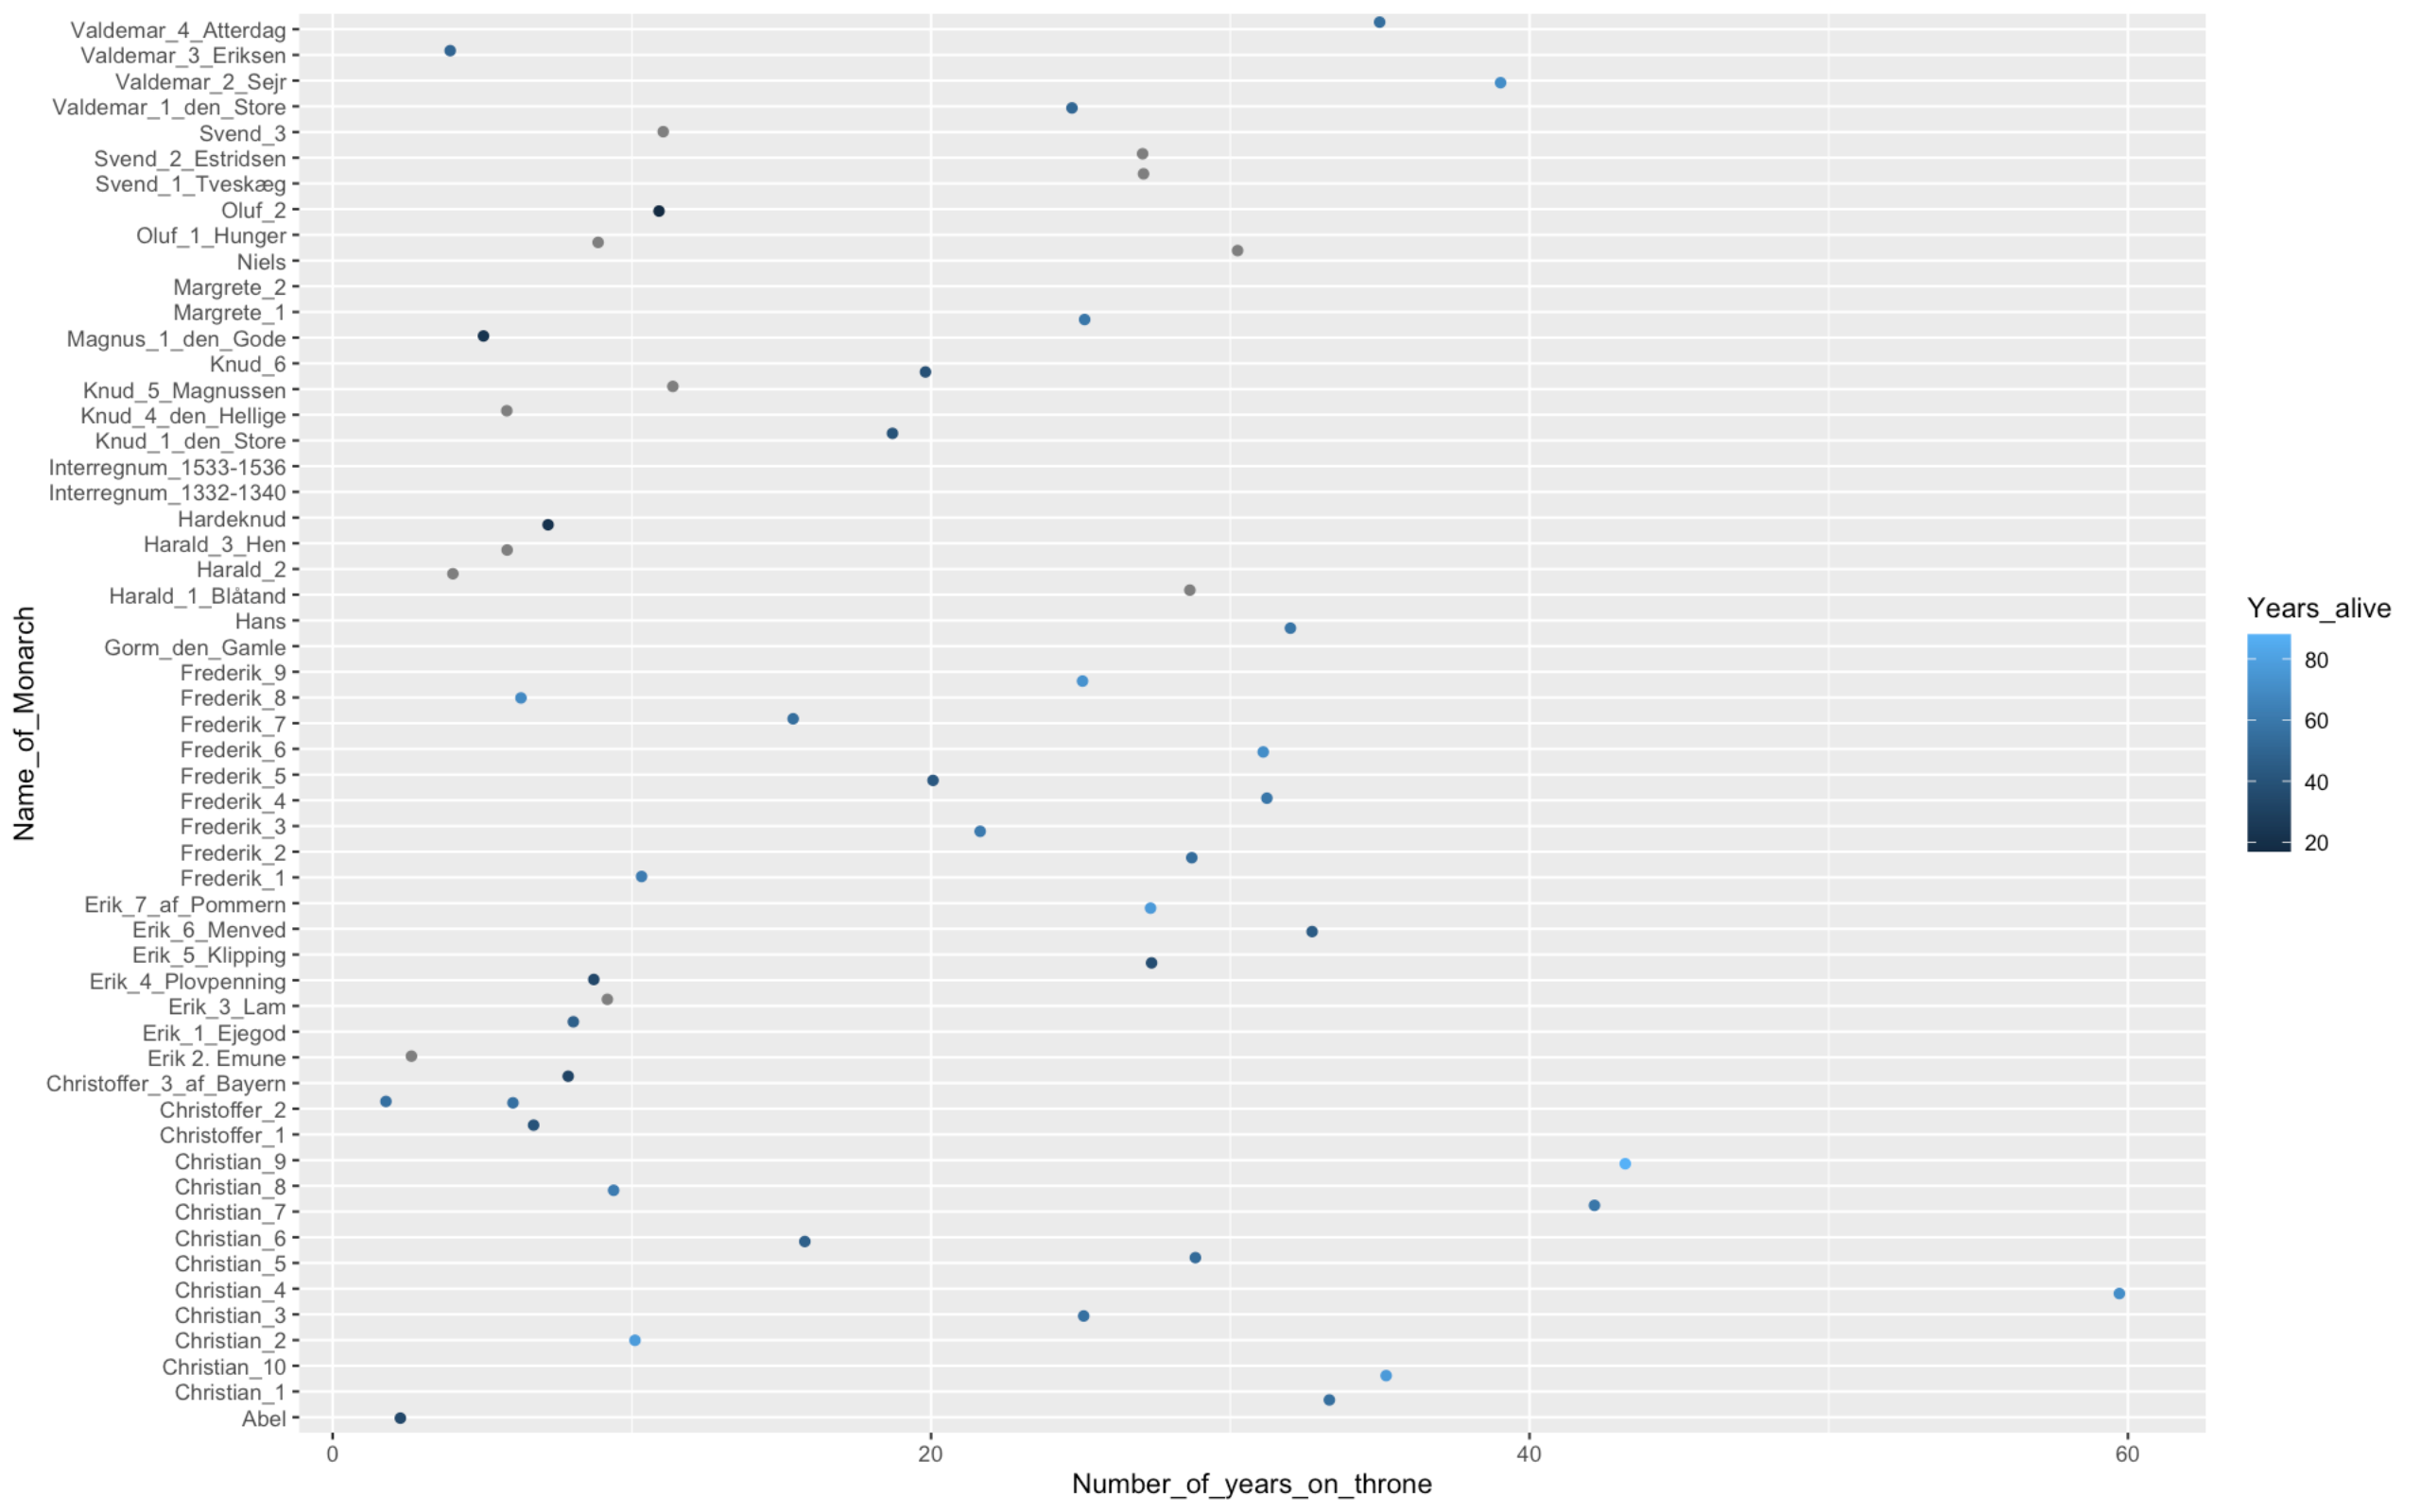 Valdemar_4_Atterdag
Valdemar_3_Eriksen
Valdemar_2_Sejr
Valdemar_1_den_Store
Svend_3
Svend_2_Estridsen
Svend_1_Tveskæg
Oluf_2
Oluf_1_Hunger
Niels
Margrete_2
Margrete_1
Magnus_1_den_Gode
Knud_6
Knud_5_Magnussen
Knud_4_den_Hellige
Knud_1_den_Store
Interregnum_1533-1536
Interregnum_1332-1340
Hardeknud
Harald_3_Hen
Harald_2
Harald_1_Blåtand
Hans
Gorm_den_Gamle
Frederik_9
Frederik_8
Frederik_7
Frederik_6
Frederik_5
Frederik_4
Frederik_3
Frederik_2
Frederik_1
Erik_7_af_Pommern
Erik_6_Menved
Erik_5_Klipping
Erik_4_Plovpenning
Erik_3_Lam
Erik_1_Ejegod
Erik 2. Emune
Christoffer_3_af_Bayern
Christoffer_2
Christoffer_1
Christian_9
Christian_8
Christian_7
Christian_6
Christian_5
Christian_4
Christian_3
Christian_2
Christian_10
Christian_1
Abel
Name_of_Monarch
0 20 40 60
Number_of_years_on_throne
Years_alive
80
60
40
20